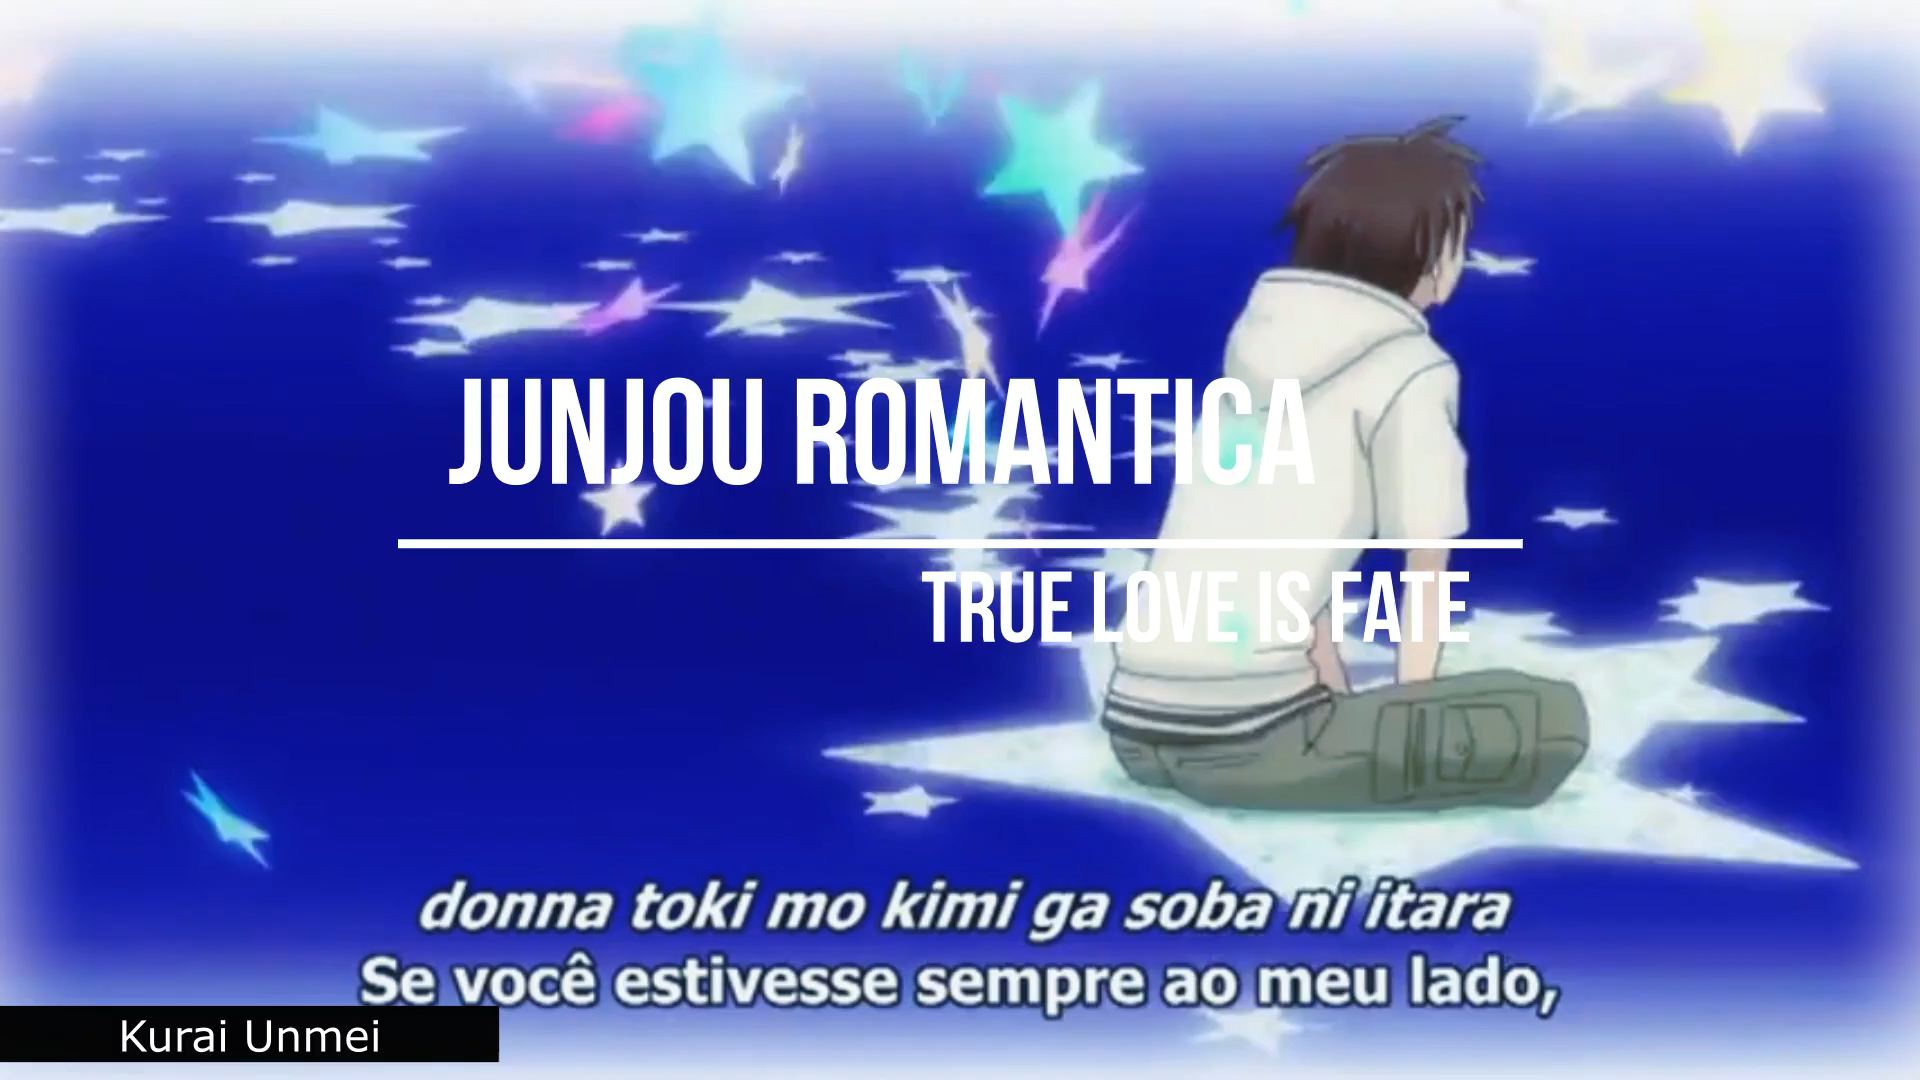 JUNJOU ROMANTICA
TRUE LOVE IS FATE
donna toki mo kimi ga soba ni itara
Se você estivesse sempre ao meu lado,
Kurai Unmei